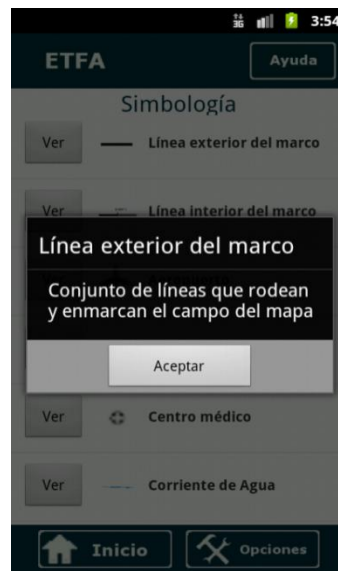 3G 3:54
ETFA Ayuda
Simbología
Ver Línea exterior del marco
Ver Línea interior del marco
Línea exterior del marco
Conjunto de líneas que rodean
y enmarcan el campo del mapa
Aceptar
Ver Centro médico
Ver Corriente de Agua
Inicio Opciones